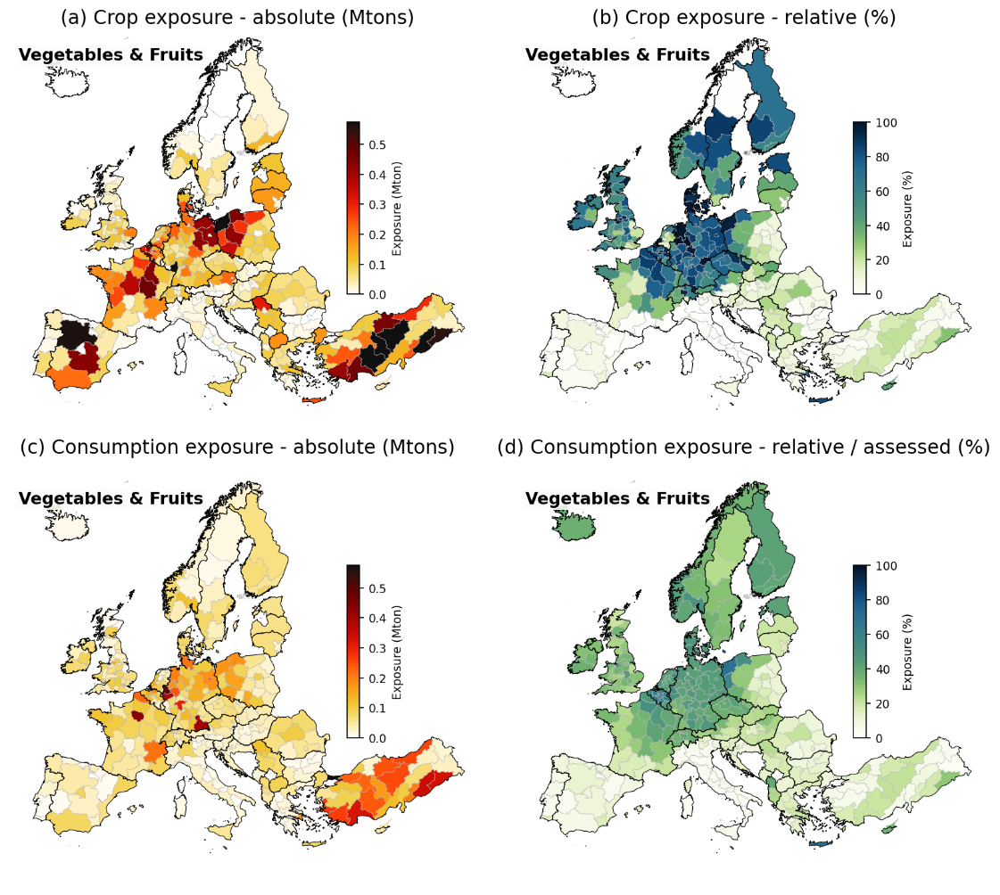 (a) Crop exposure - absolute (Mtons)
Vegetables & Fruits
0.5
0.4
0.3
0.2
0.1
0.0
Exposure (Mton)
(b) Crop exposure - relative (%)
Vegetables & Fruits
100
80
60
40
20
0
Exposure (%)
(c) Consumption exposure - absolute (Mtons)
Vegetables & Fruits
0.5
0.4
0.3
0.2
0.1
0.0
Exposure (Mton)
(d) Consumption exposure - relative / assessed (%)
Vegetables & Fruits
100
80
60
40
20
0
Exposure (%)